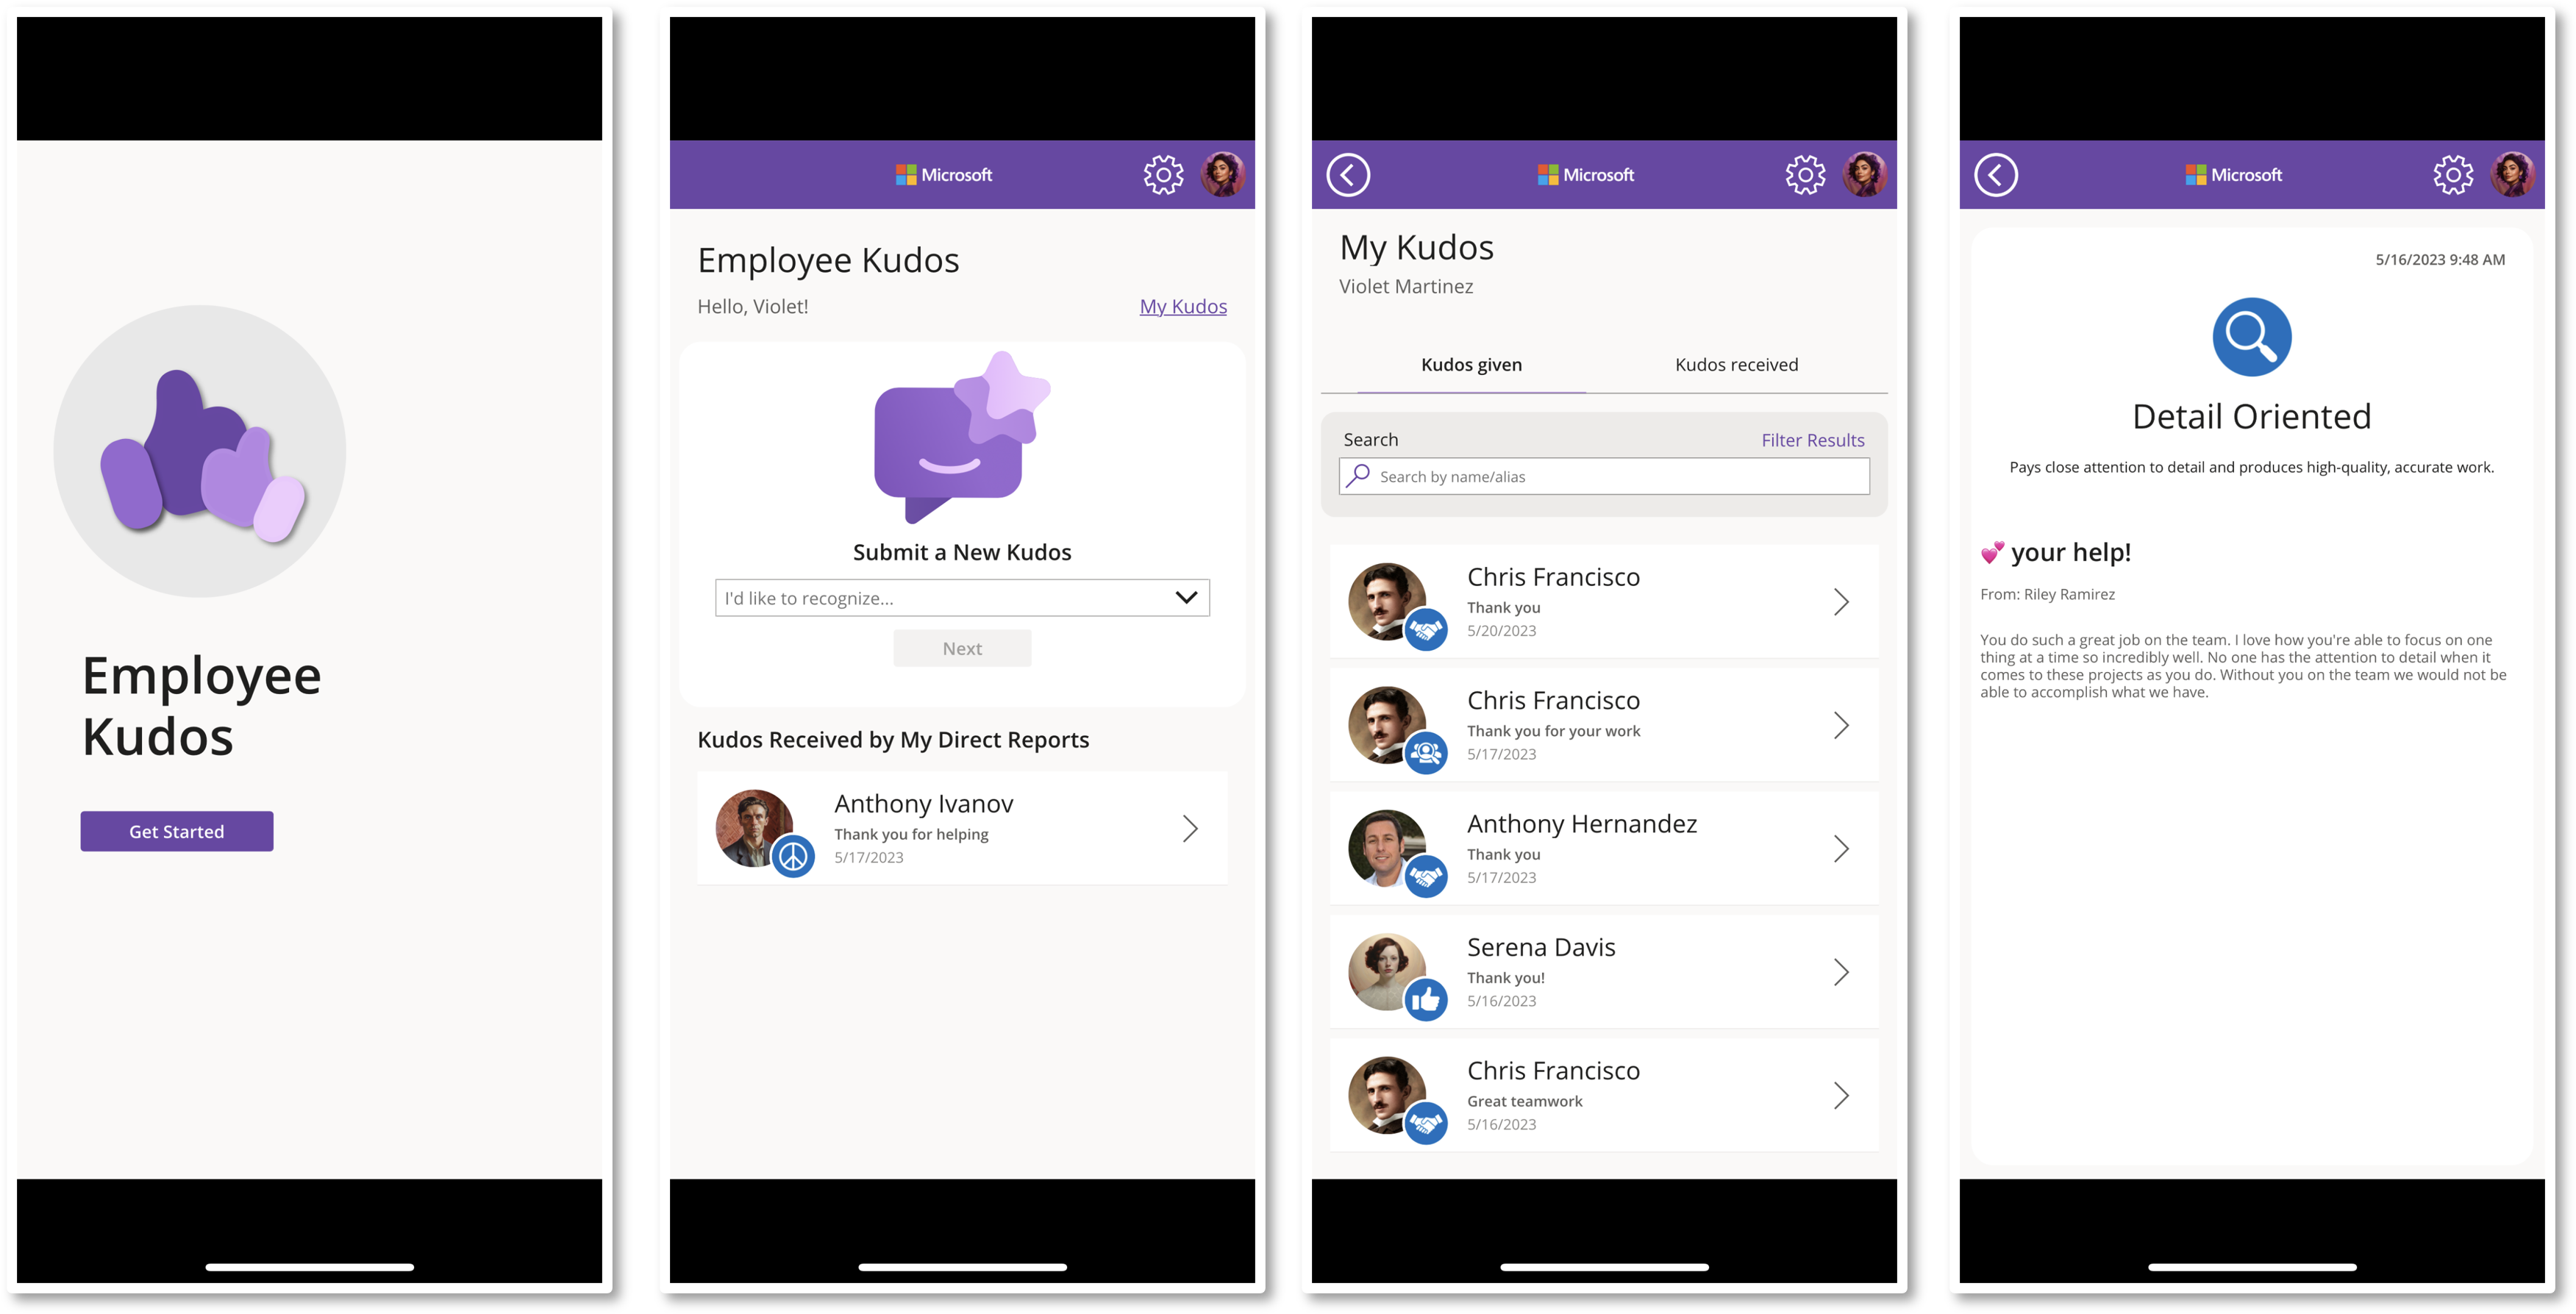 Employee
Kudos
Get Started
Microsoft
Employee Kudos
Hello, Violet!
My Kudos
Submit a New Kudos
I'd like to recognize...
Next
Kudos Received by My Direct Reports
Anthony Ivanov
Thank you for helping
5/17/2023
Microsoft
My Kudos
Violet Martinez
Kudos given
Kudos received
Search
Filter Results
Search by name/alias
Chris Francisco
Thank you
5/20/2023
Chris Francisco
Thank you for your work
5/17/2023
Anthony Hernandez
Thank you
5/17/2023
Serena Davis
Thank you!
5/16/2023
Chris Francisco
Great teamwork
5/16/2023
Microsoft
5/16/2023 9:48 AM
Detail Oriented
Pays close attention to detail and produces high-quality, accurate work.
💕 your help!
From: Riley Ramirez
You do such a great job on the team. I love how you're able to focus on one
thing at a time so incredibly well. No one has the attention to detail when it
comes to these projects as you do. Without you on the team we would not be
able to accomplish what we have.